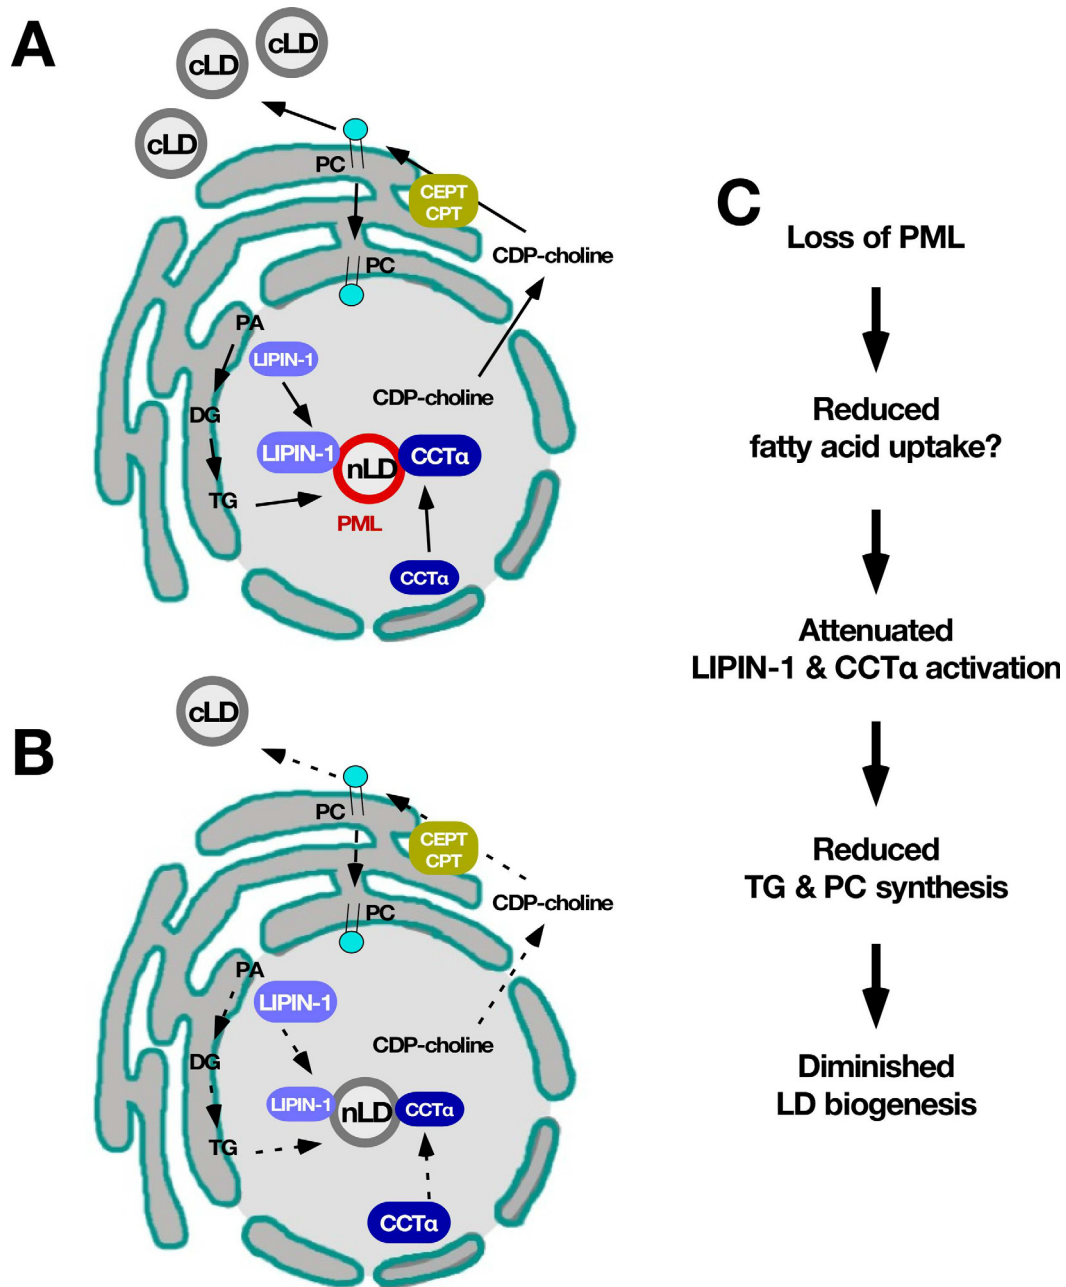 A
cLD
cLD
cLD
PC
CEPT
CPT
CDP-choline
PC
PA
LIPIN-1
CDP-choline
DG
LIPIN-1
nLD
CCTα
TG
PML
CCTα
B
cLD
PC
CEPT
CPT
CDP-choline
PC
PA
LIPIN-1
CDP-choline
DG
LIPIN-1
nLD
CCTα
TG
CCTα
C
Loss of PML
Reduced
fatty acid uptake?
Attenuated
LIPIN-1 & CCTα activation
Reduced
TG & PC synthesis
Diminished
LD biogenesis